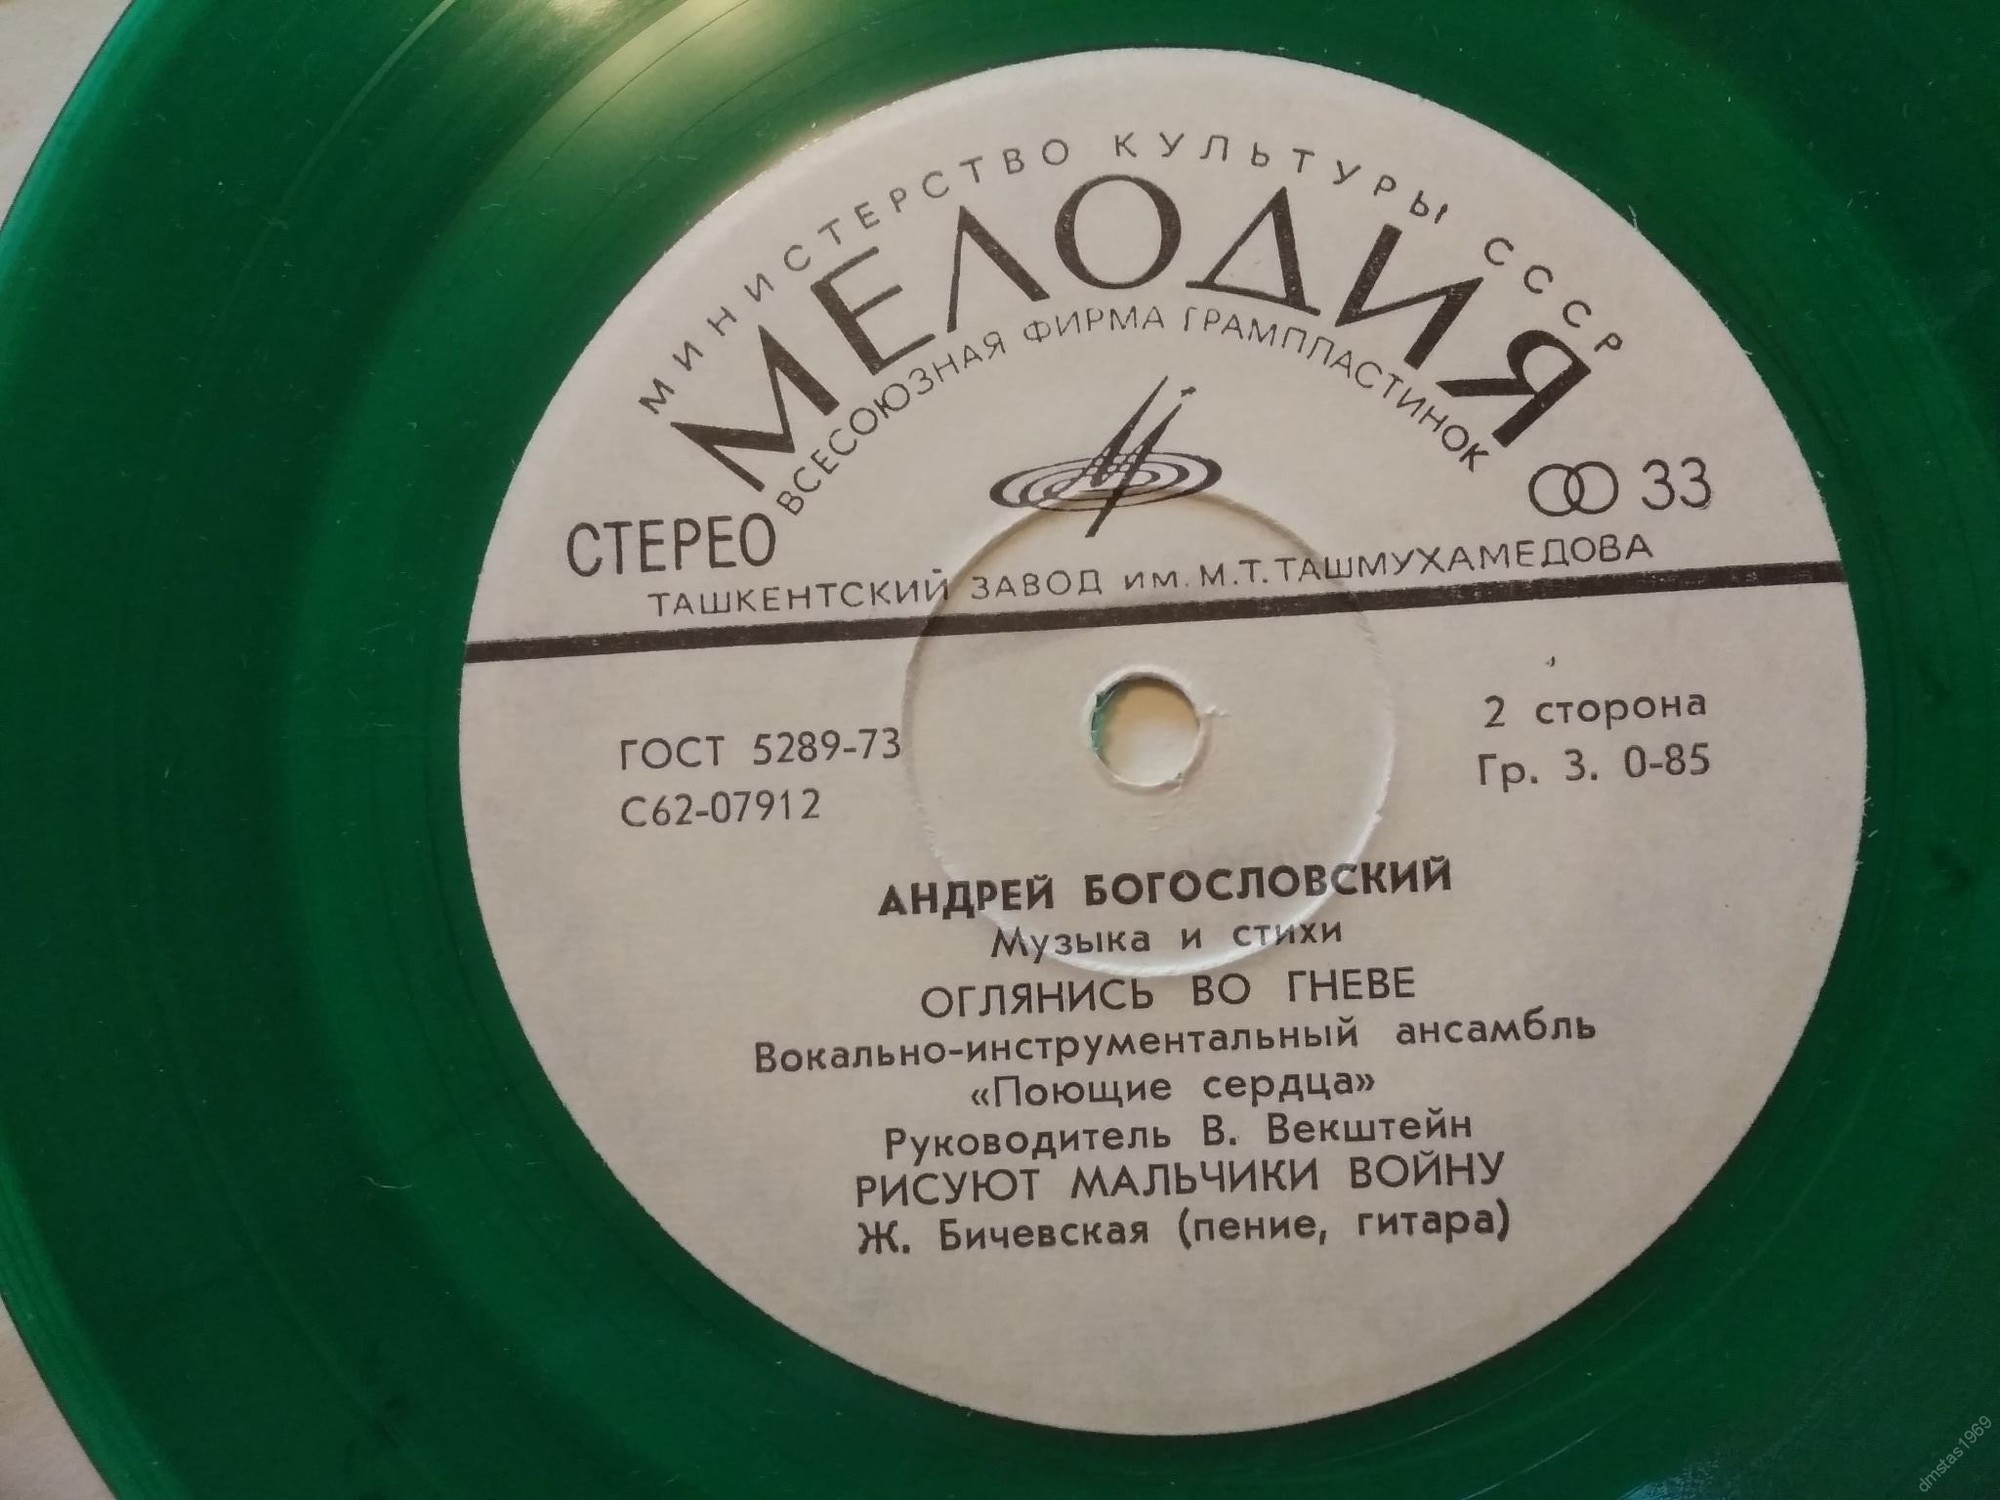 МИНИСТЕРСТВО КУЛЬТУРЫ СССР
МЕЛОДИЯ
ВСЕСОЮЗНАЯ ФИРМА ГРАМПЛАСТИНОК
СТЕРЕО
33
ТАШКЕНТСКИЙ ЗАВОД ИМ. М.Т. ТАШМУХАМЕДОВА
ГОСТ 5289-73
С62-07912
2 сторона
Гр. 3. 0-85
АНДРЕЙ БОГОСЛОВСКИЙ
Музыка и стихи
ОГЛЯНИСЬ ВО ГНЕВЕ
Вокально-инструментальный ансамбль
«Поющие сердца»
Руководитель В. Векштейн
РИСУЮТ МАЛЬЧИКИ ВОЙНУ
Ж. Бичевская (пение, гитара)
dmstas1969